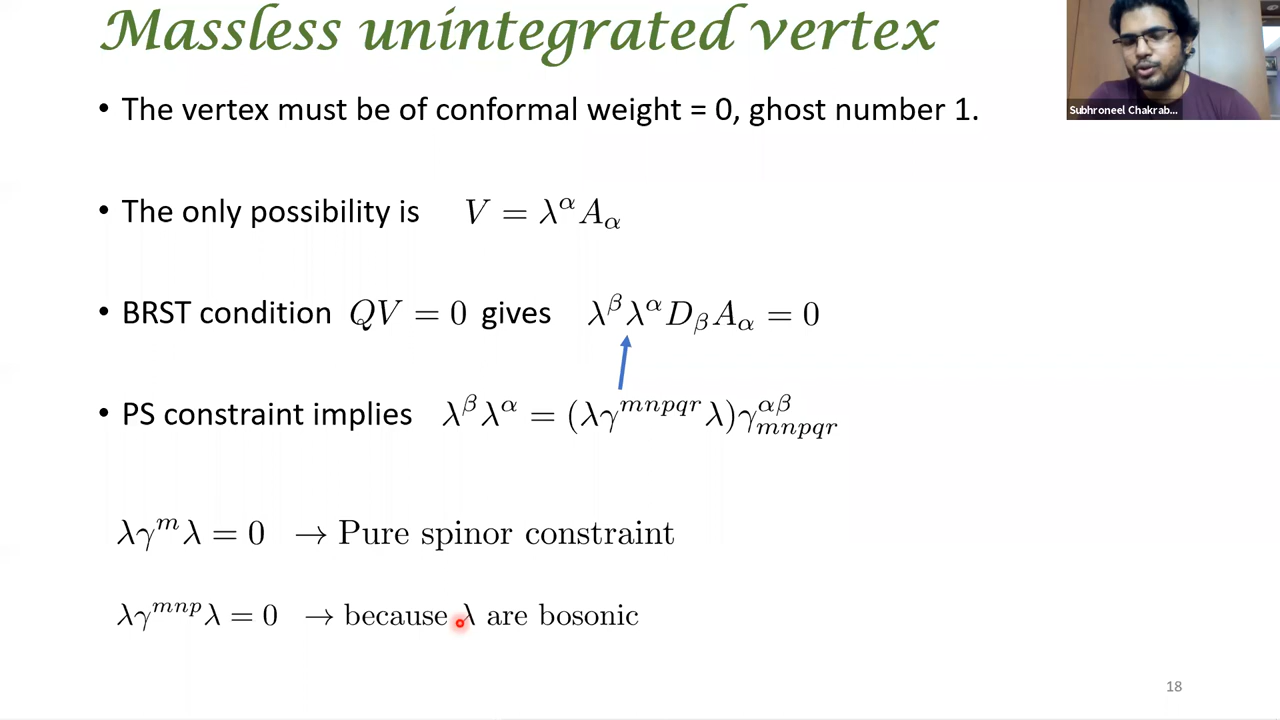 Massless unintegrated vertex
Subhroneel Chakrab...
• The vertex must be of conformal weight = 0, ghost number 1.
• The only possibility is V = λ^α A_α
• BRST condition QV = 0 gives λ^β λ^α D_β A_α = 0
• PS constraint implies λ^β λ^α = (λγ^{mnpqr} λ)γ^{αβ}_{mnpqr}
λγ^m λ = 0 → Pure spinor constraint
λγ^{mnp} λ = 0 → because λ are bosonic
18